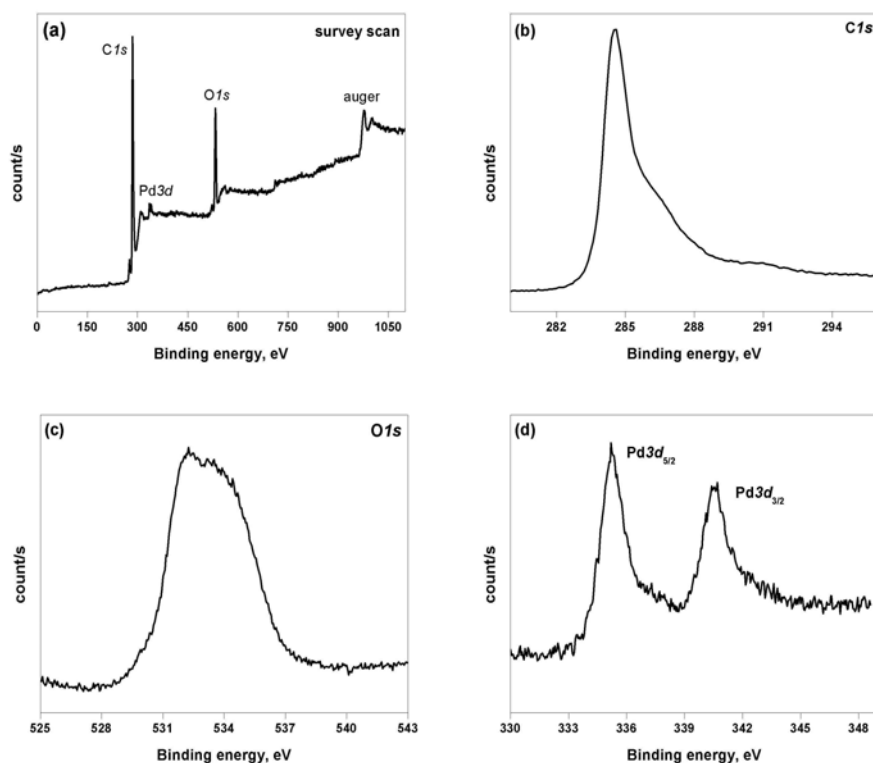 (a)
survey scan
C1s
O1s
auger
Pd3d
count/s
0 150 300 450 600 750 900 1050
Binding energy, eV
(b)
C1s
count/s
282 285 288 291 294
Binding energy, eV
(c)
O1s
count/s
525 528 531 534 537 540 543
Binding energy, eV
(d)
Pd3d5/2
Pd3d3/2
count/s
330 333 336 339 342 345 348
Binding energy, eV